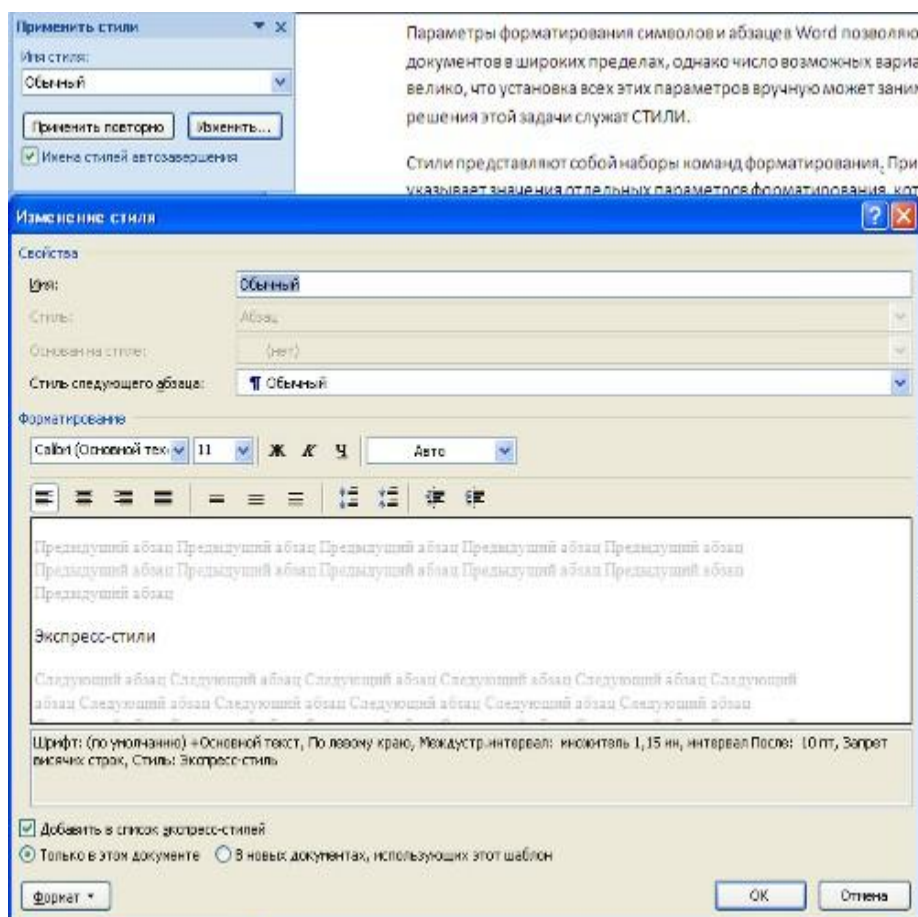 Применить стили
Имя стиля:
Обычный
Применить повторно
Изменить...
Имена стилей автозавершения
Параметры форматирования символов и абзацев Word позволяю
документов в широких пределах, однако число возможных вариа
велико, что установка всех этих параметров вручную может заним
решения этой задачи служат СТИЛИ.
Стили представляют собой наборы команд форматирования. При
указывает значения отдельных параметров форматирования, кот
Изменение стиля
Свойства
Имя:
Обычный
Стиль:
Абзац
Основан на стиле:
(нет)
Стиль следующего абзаца:
¶ Обычный
Форматирование
Calibri (Основной текс
11
Ж К Ч
Авто
Предыдущий абзац Предыдущий абзац Предыдущий абзац Предыдущий абзац Предыдущий абзац
Предыдущий абзац Предыдущий абзац Предыдущий абзац Предыдущий абзац Предыдущий абзац
Предыдущий абзац
Экспресс-стили
Следующий абзац Следующий абзац Следующий абзац Следующий абзац Следующий
абзац Следующий абзац Следующий абзац Следующий абзац Следующий абзац Следующий абзац
Шрифт: (по умолчанию) +Основной текст, По левому краю, Междустр.интервал: множитель 1,15 ин, интервал После: 10 пт, Запрет
висячих строк, Стиль: Экспресс-стиль
Добавить в список экспресс-стилей
Только в этом документе
В новых документах, использующих этот шаблон
Формат
ОК
Отмена